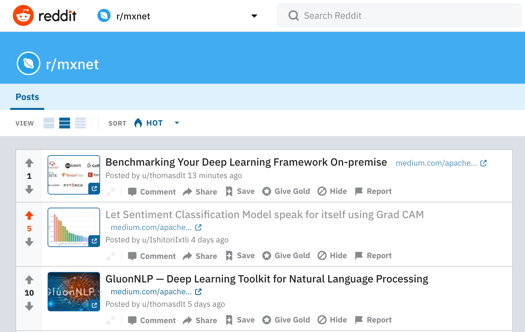 reddit r/mxnet Search Reddit
r/mxnet
Posts
VIEW SORT HOT
Benchmarking Your Deep Learning Framework On-premise medium.com/apache...
1 Posted by u/thomasdlt 13 minutes ago
Comment Share Save Give Gold Hide Report
Let Sentiment Classification Model speak for itself using Grad CAM
5 medium.com/apache...
Posted by u/IshitoriIxtli 4 days ago
Comment Share Save Give Gold Hide Report
GluonNLP — Deep Learning Toolkit for Natural Language Processing
10 medium.com/apache...
GluonNLP
Posted by u/thomasdlt 5 days ago
Comment Share Save Give Gold Hide Report